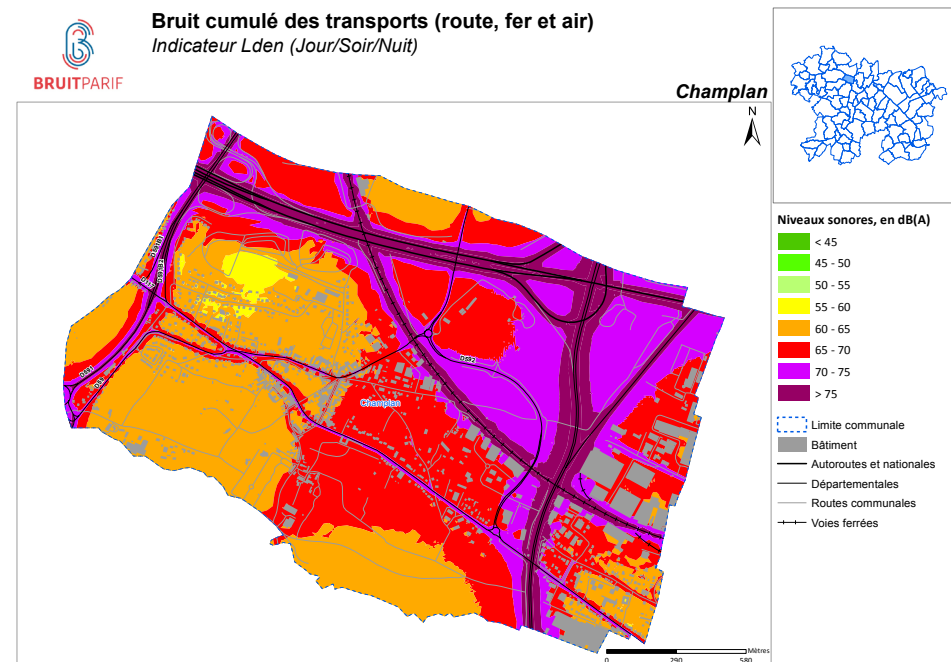 Bruit cumulé des transports (route, fer et air)
Indicateur Lden (Jour/Soir/Nuit)
BRUITPARIF
Champlan
N
Niveaux sonores, en dB(A)
< 45
45 - 50
50 - 55
55 - 60
60 - 65
65 - 70
70 - 75
> 75
Limite communale
Bâtiment
Autoroutes et nationales
Départementales
Routes communales
Voies ferrées
D117
D592
Champlan
Mètres
0 290 580